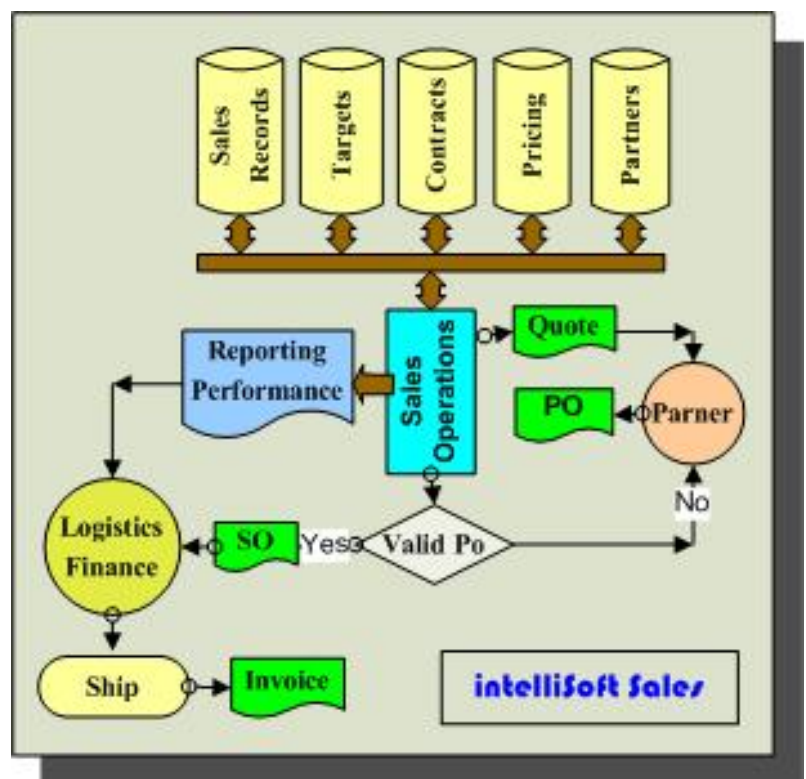 Sales
Records
Targets
Contracts
Pricing
Partners
Reporting
Performance
Sales
Operations
Quote
PO
Parner
No
Logistics
Finance
SO
Yes
Valid Po
Ship
Invoice
intelliSoft Sales